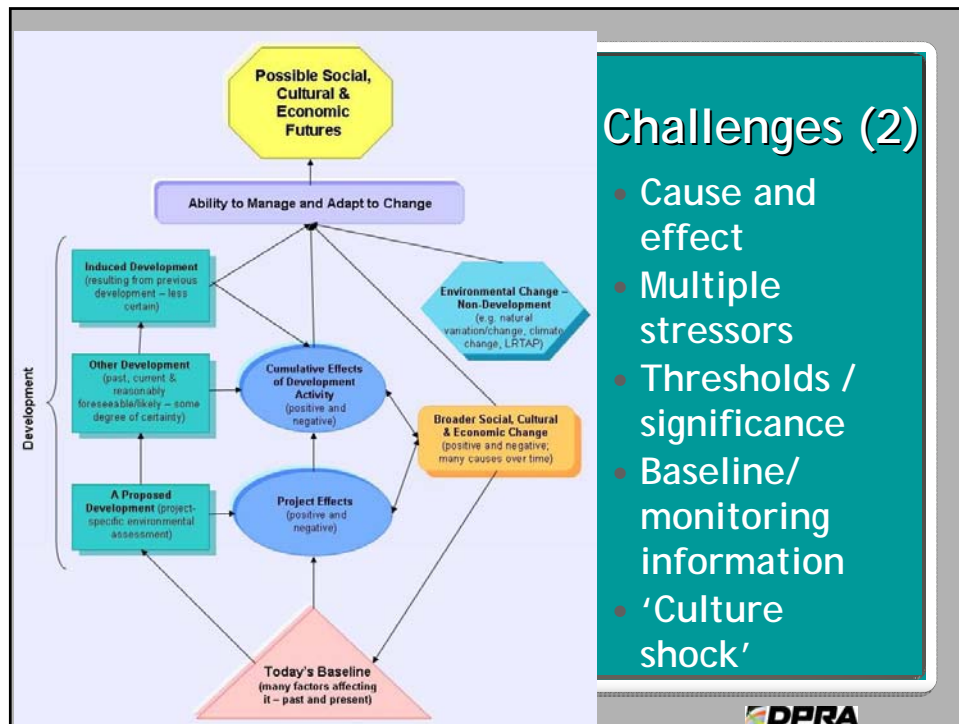 Possible Social,
Cultural &
Economic
Futures
Ability to Manage and Adapt to Change
Development
Induced Development
(resulting from previous
development – less
certain)
Other Development
(past, current &
reasonably
foreseeable/likely – some
degree of certainty)
A Proposed
Development (project-
specific environmental
assessment)
Cumulative Effects
of Development
Activity
(positive and
negative)
Project Effects
(positive and
negative)
Environmental Change –
Non-Development
(e.g. natural
variation/change, climate
change, LRTAP)
Broader Social, Cultural
& Economic Change
(positive and negative;
many causes over time)
Today's Baseline
(many factors affecting
it – past and present)
Challenges (2)
• Cause and
effect
• Multiple
stressors
• Thresholds /
significance
• Baseline/
monitoring
information
• ‘Culture
shock’
DPRA